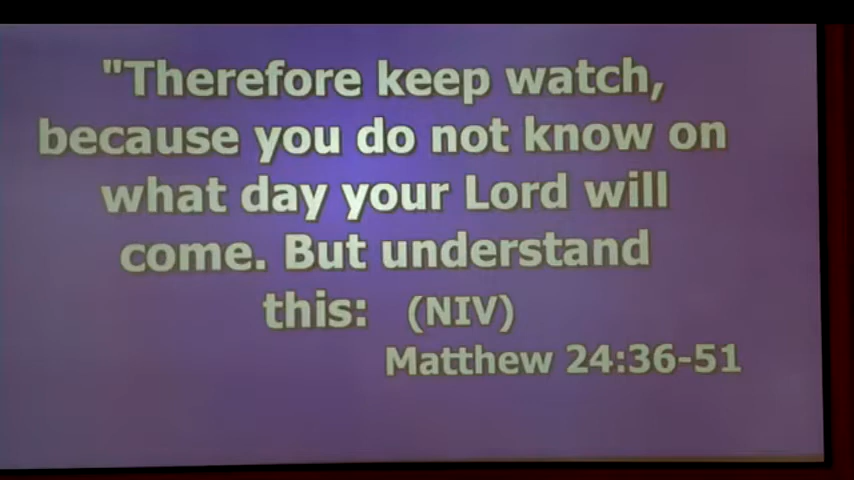 "Therefore keep watch,
because you do not know on
what day your Lord will
come. But understand
this: (NIV)
Matthew 24:36-51